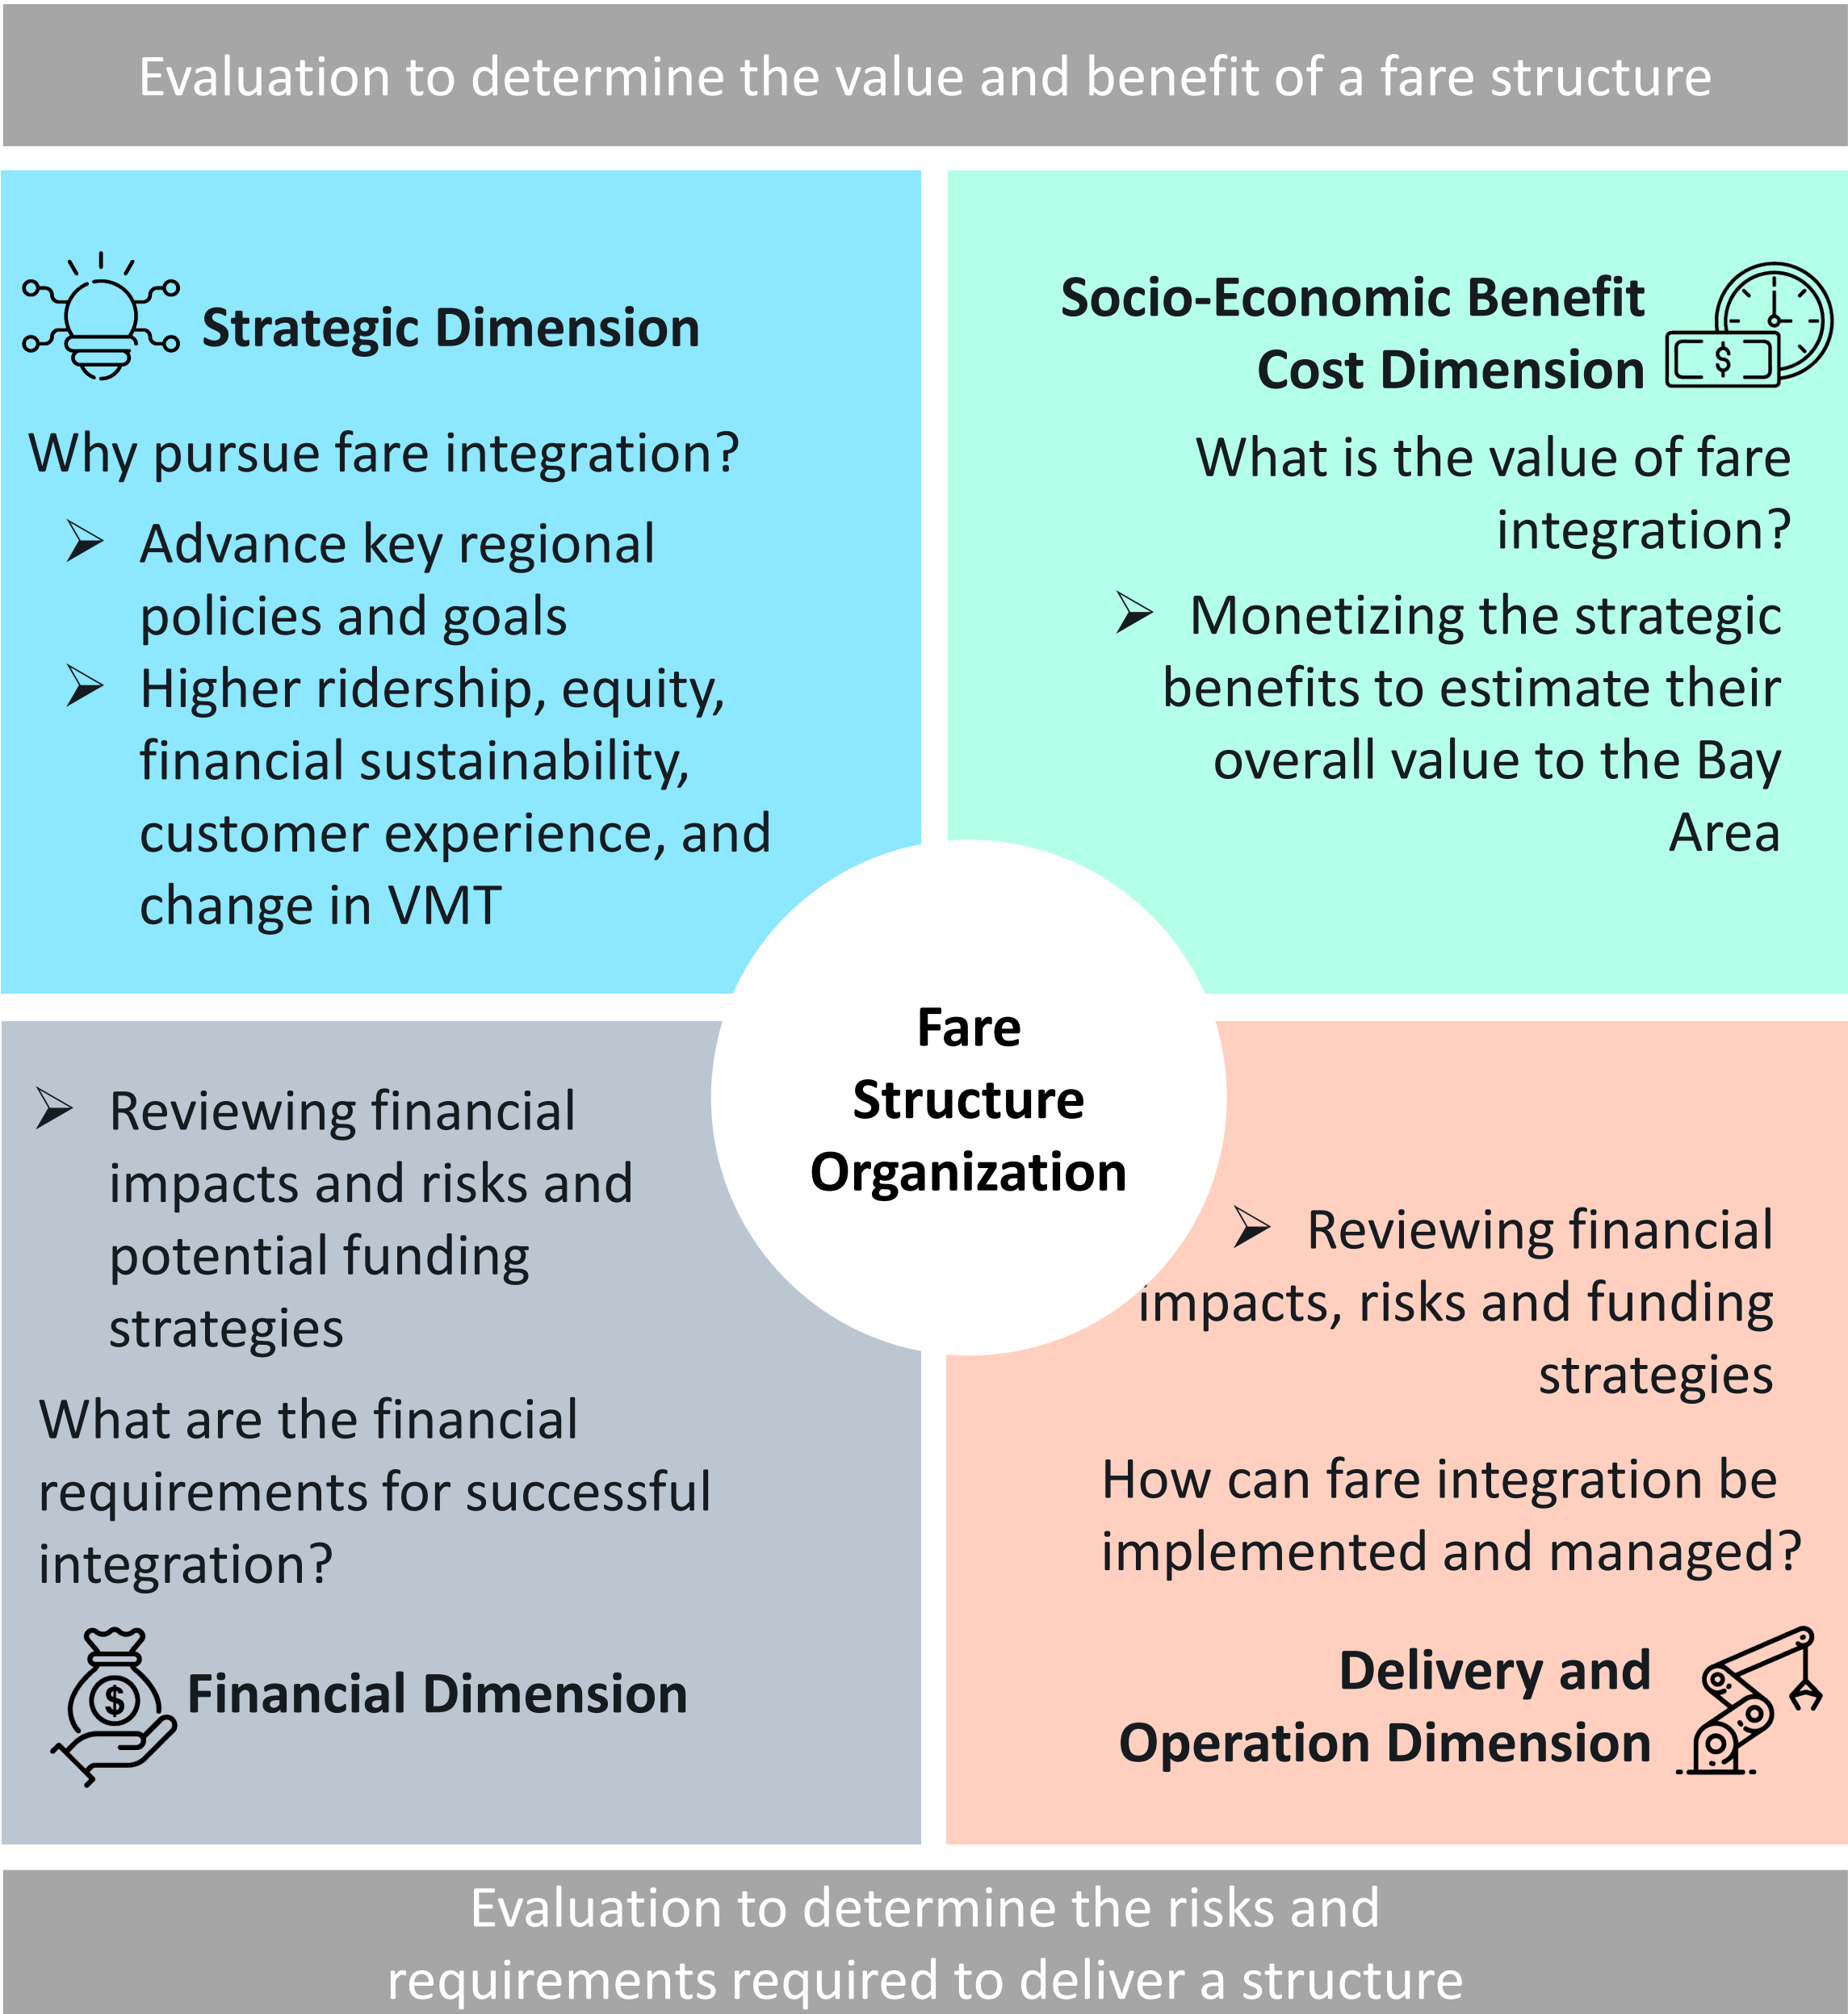 Evaluation to determine the value and benefit of a fare structure
Strategic Dimension
Why pursue fare integration?
Advance key regional
policies and goals
Higher ridership, equity,
financial sustainability,
customer experience, and
change in VMT
Socio-Economic Benefit
Cost Dimension
What is the value of fare
integration?
Monetizing the strategic
benefits to estimate their
overall value to the Bay
Area
Fare
Structure
Organization
Reviewing financial
impacts and risks and
potential funding
strategies
What are the financial
requirements for successful
integration?
Financial Dimension
Reviewing financial
impacts, risks and funding
strategies
How can fare integration be
implemented and managed?
Delivery and
Operation Dimension
Evaluation to determine the risks and
requirements required to deliver a structure